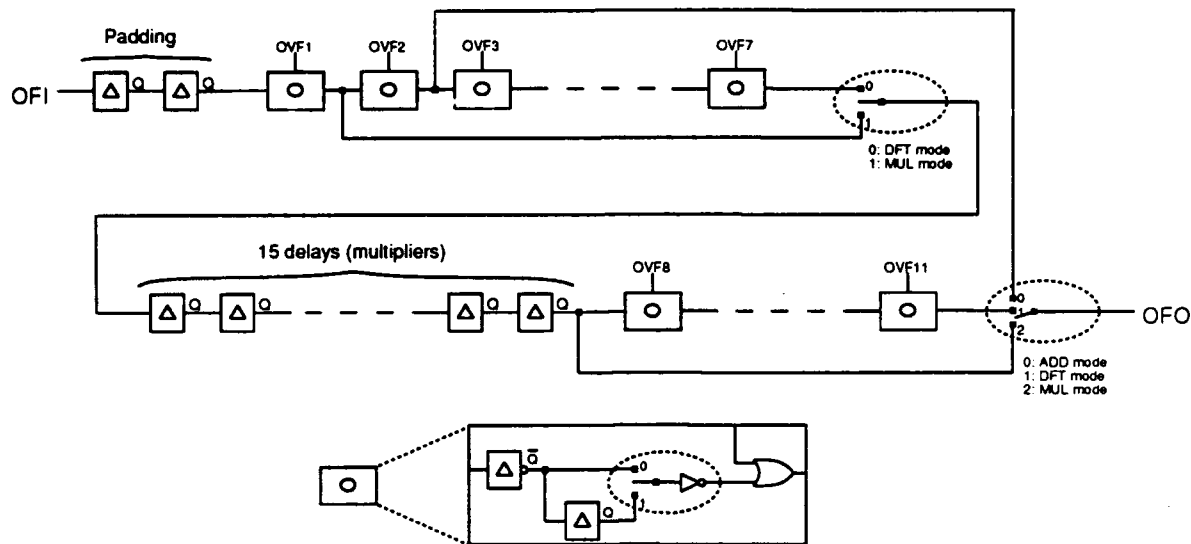 Padding
OVF1 OVF2 OVF3 OVF7
OFI Δ Q Δ Q O O O O 0
1
0: DFT mode
1: MUL mode
15 delays (multipliers)
OVF8 OVF11
Δ Q Δ Q Δ Q Δ Q O O 0
1 OFO
2
0: ADD mode
1: DFT mode
2: MUL mode
O Δ Q̅ 0
Δ Q 1